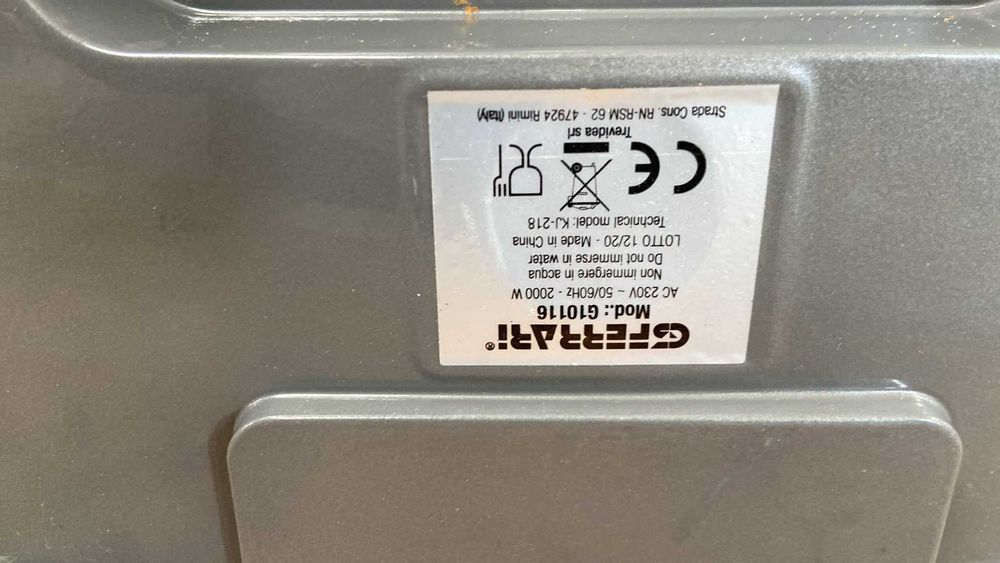 G3FERRARI®
Mod.: G10116
AC 230V ~ 50/60Hz - 2000 W
Non immergere in acqua
Do not immerse in water
LOTTO 12/20 - Made in China
Technical model: KJ-218
CE
Trevidea srl
Strada Cons. RN-RSM 62 - 47924 Rimini (Italy)